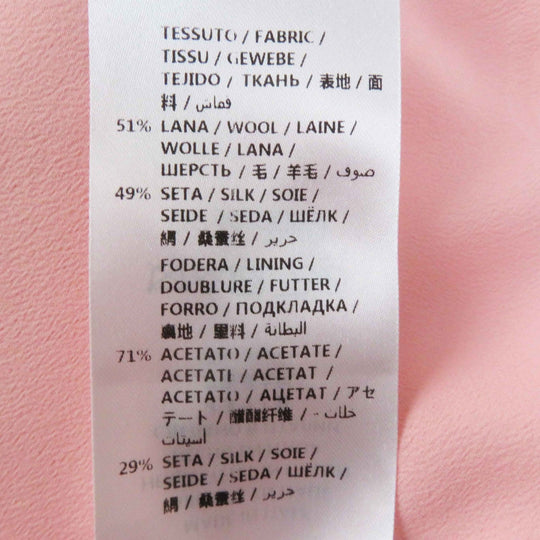 TESSUTO / FABRIC /
TISSU / GEWEBE /
TEJIDO / ТКАНЬ / 表地 / 面
料 / قماش /
51% LANA / WOOL / LAINE /
WOLLE / LANA /
ШЕРСТЬ / 毛 / 羊毛 / صوف /
49% SETA / SILK / SOIE /
SEIDE / SEDA / ШЁЛК /
絹 / 桑蚕丝 / حرير /
FODERA / LINING /
DOUBLURE / FUTTER /
FORRO / ПОДКЛАДКА /
裏地 / 里料 / البطانة /
71% ACETATO / ACETATE /
ACETATE / ACETAT /
ACETATO / АЦЕТАТ / アセ
テート / 醋酯纤维 /
أسيتات
29% SETA / SILK / SOIE /
SEIDE / SEDA / ШЁЛК /
絹 / 桑蚕丝 / حرير /